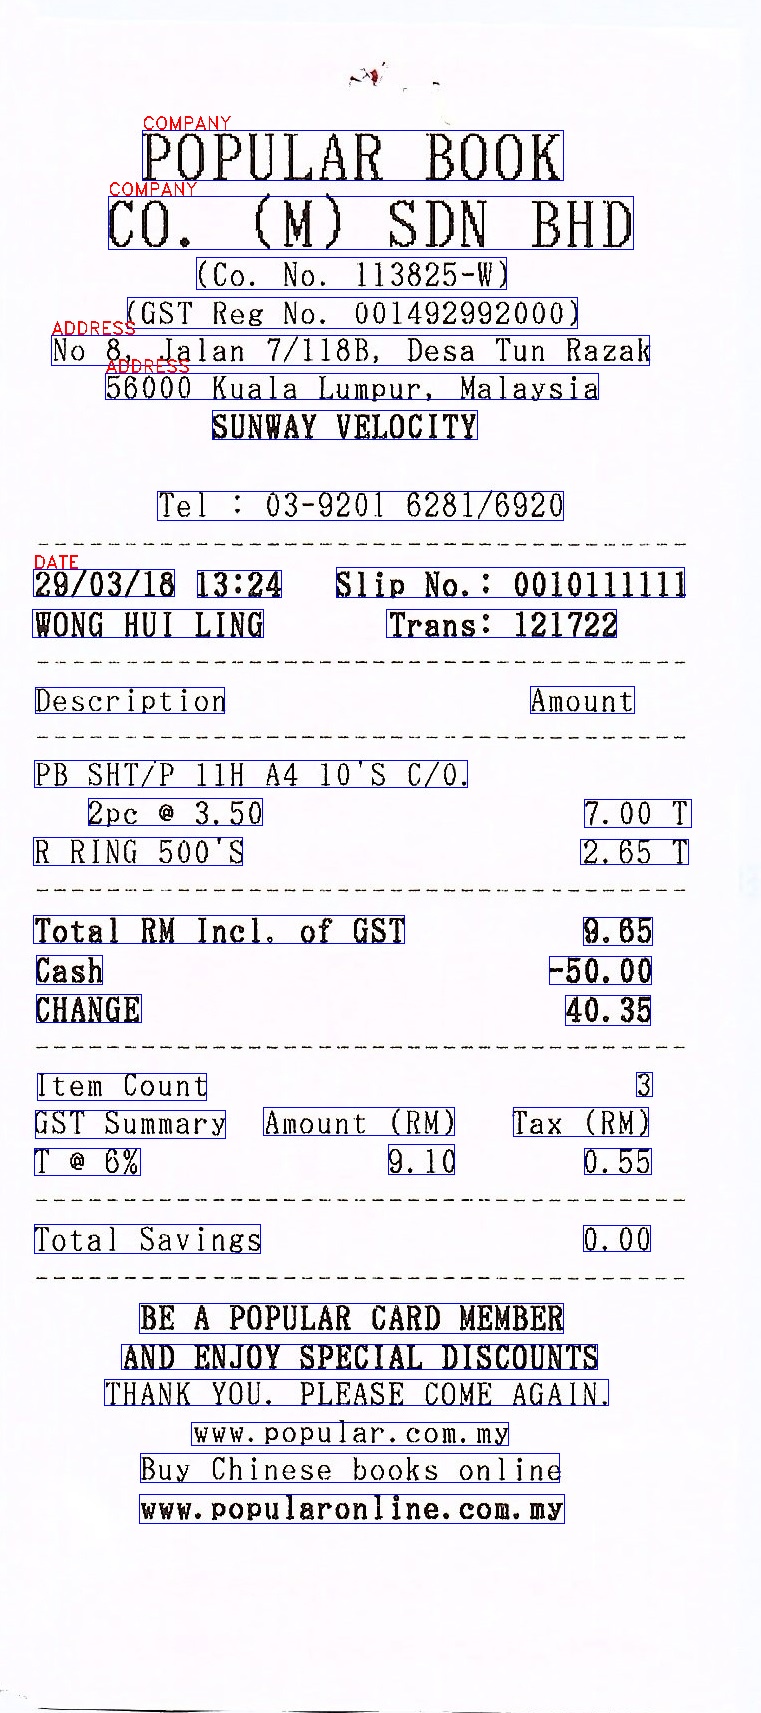 COMPANY
POPULAR BOOK
COMPANY
CO. (M) SDN BHD
(Co. No. 113825-W)
(GST Reg No. 001492992000)
ADDRESS
No 8, Jalan 7/118B, Desa Tun Razak
ADDRESS
56000 Kuala Lumpur, Malaysia
SUNWAY VELOCITY
Tel : 03-9201 6281/6920
DATE
29/03/18 13:24 Slip No.: 0010111111
WONG HUI LING Trans: 121722
Description Amount
PB SHT/P 11H A4 10'S C/O.
2pc @ 3.50 7.00 T
R RING 500'S 2.65 T
Total RM Incl. of GST 9.65
Cash -50.00
CHANGE 40.35
Item Count 3
GST Summary Amount (RM) Tax (RM)
T @ 6% 9.10 0.55
Total Savings 0.00
BE A POPULAR CARD MEMBER
AND ENJOY SPECIAL DISCOUNTS
THANK YOU. PLEASE COME AGAIN.
www.popular.com.my
Buy Chinese books online
www.popularonline.com.my